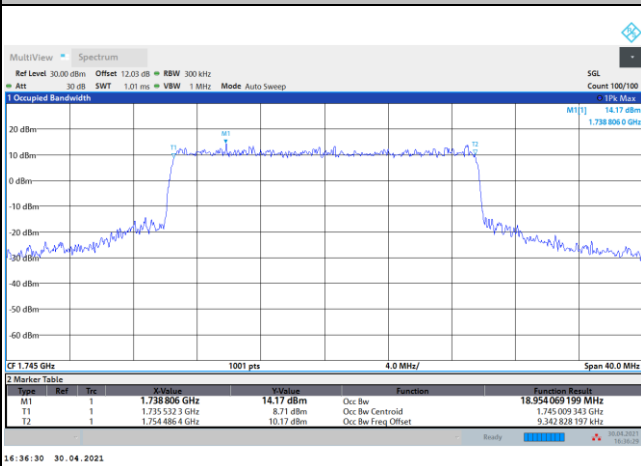 MultiView Spectrum
Ref Level 30.00 dBm Offset 12.03 dB RBW 300 kHz SGL
Att 30 dB SWT 1.01 ms VBW 1 MHz Mode Auto Sweep Count 100/100
1 Occupied Bandwidth 1Pk Max
M1[1] 14.17 dBm
1.738 806 0 GHz
20 dBm
M1
T1
T2
10 dBm
0 dBm
-10 dBm
-20 dBm
-30 dBm
-40 dBm
-50 dBm
-60 dBm
CF 1.745 GHz 1001 pts 4.0 MHz/ Span 40.0 MHz
2 Marker Table
Type Ref Trc X-Value Y-Value Function Function Result
M1 1 1.738 806 GHz 14.17 dBm Occ Bw 18.954 069 199 MHz
T1 1 1.735 532 3 GHz 8.71 dBm Occ Bw Centroid 1.745 009 343 GHz
T2 1 1.754 486 4 GHz 10.17 dBm Occ Bw Freq Offset 9.342 828 197 kHz
Ready 30.04.2021
16:36:29
16:36:30 30.04.2021